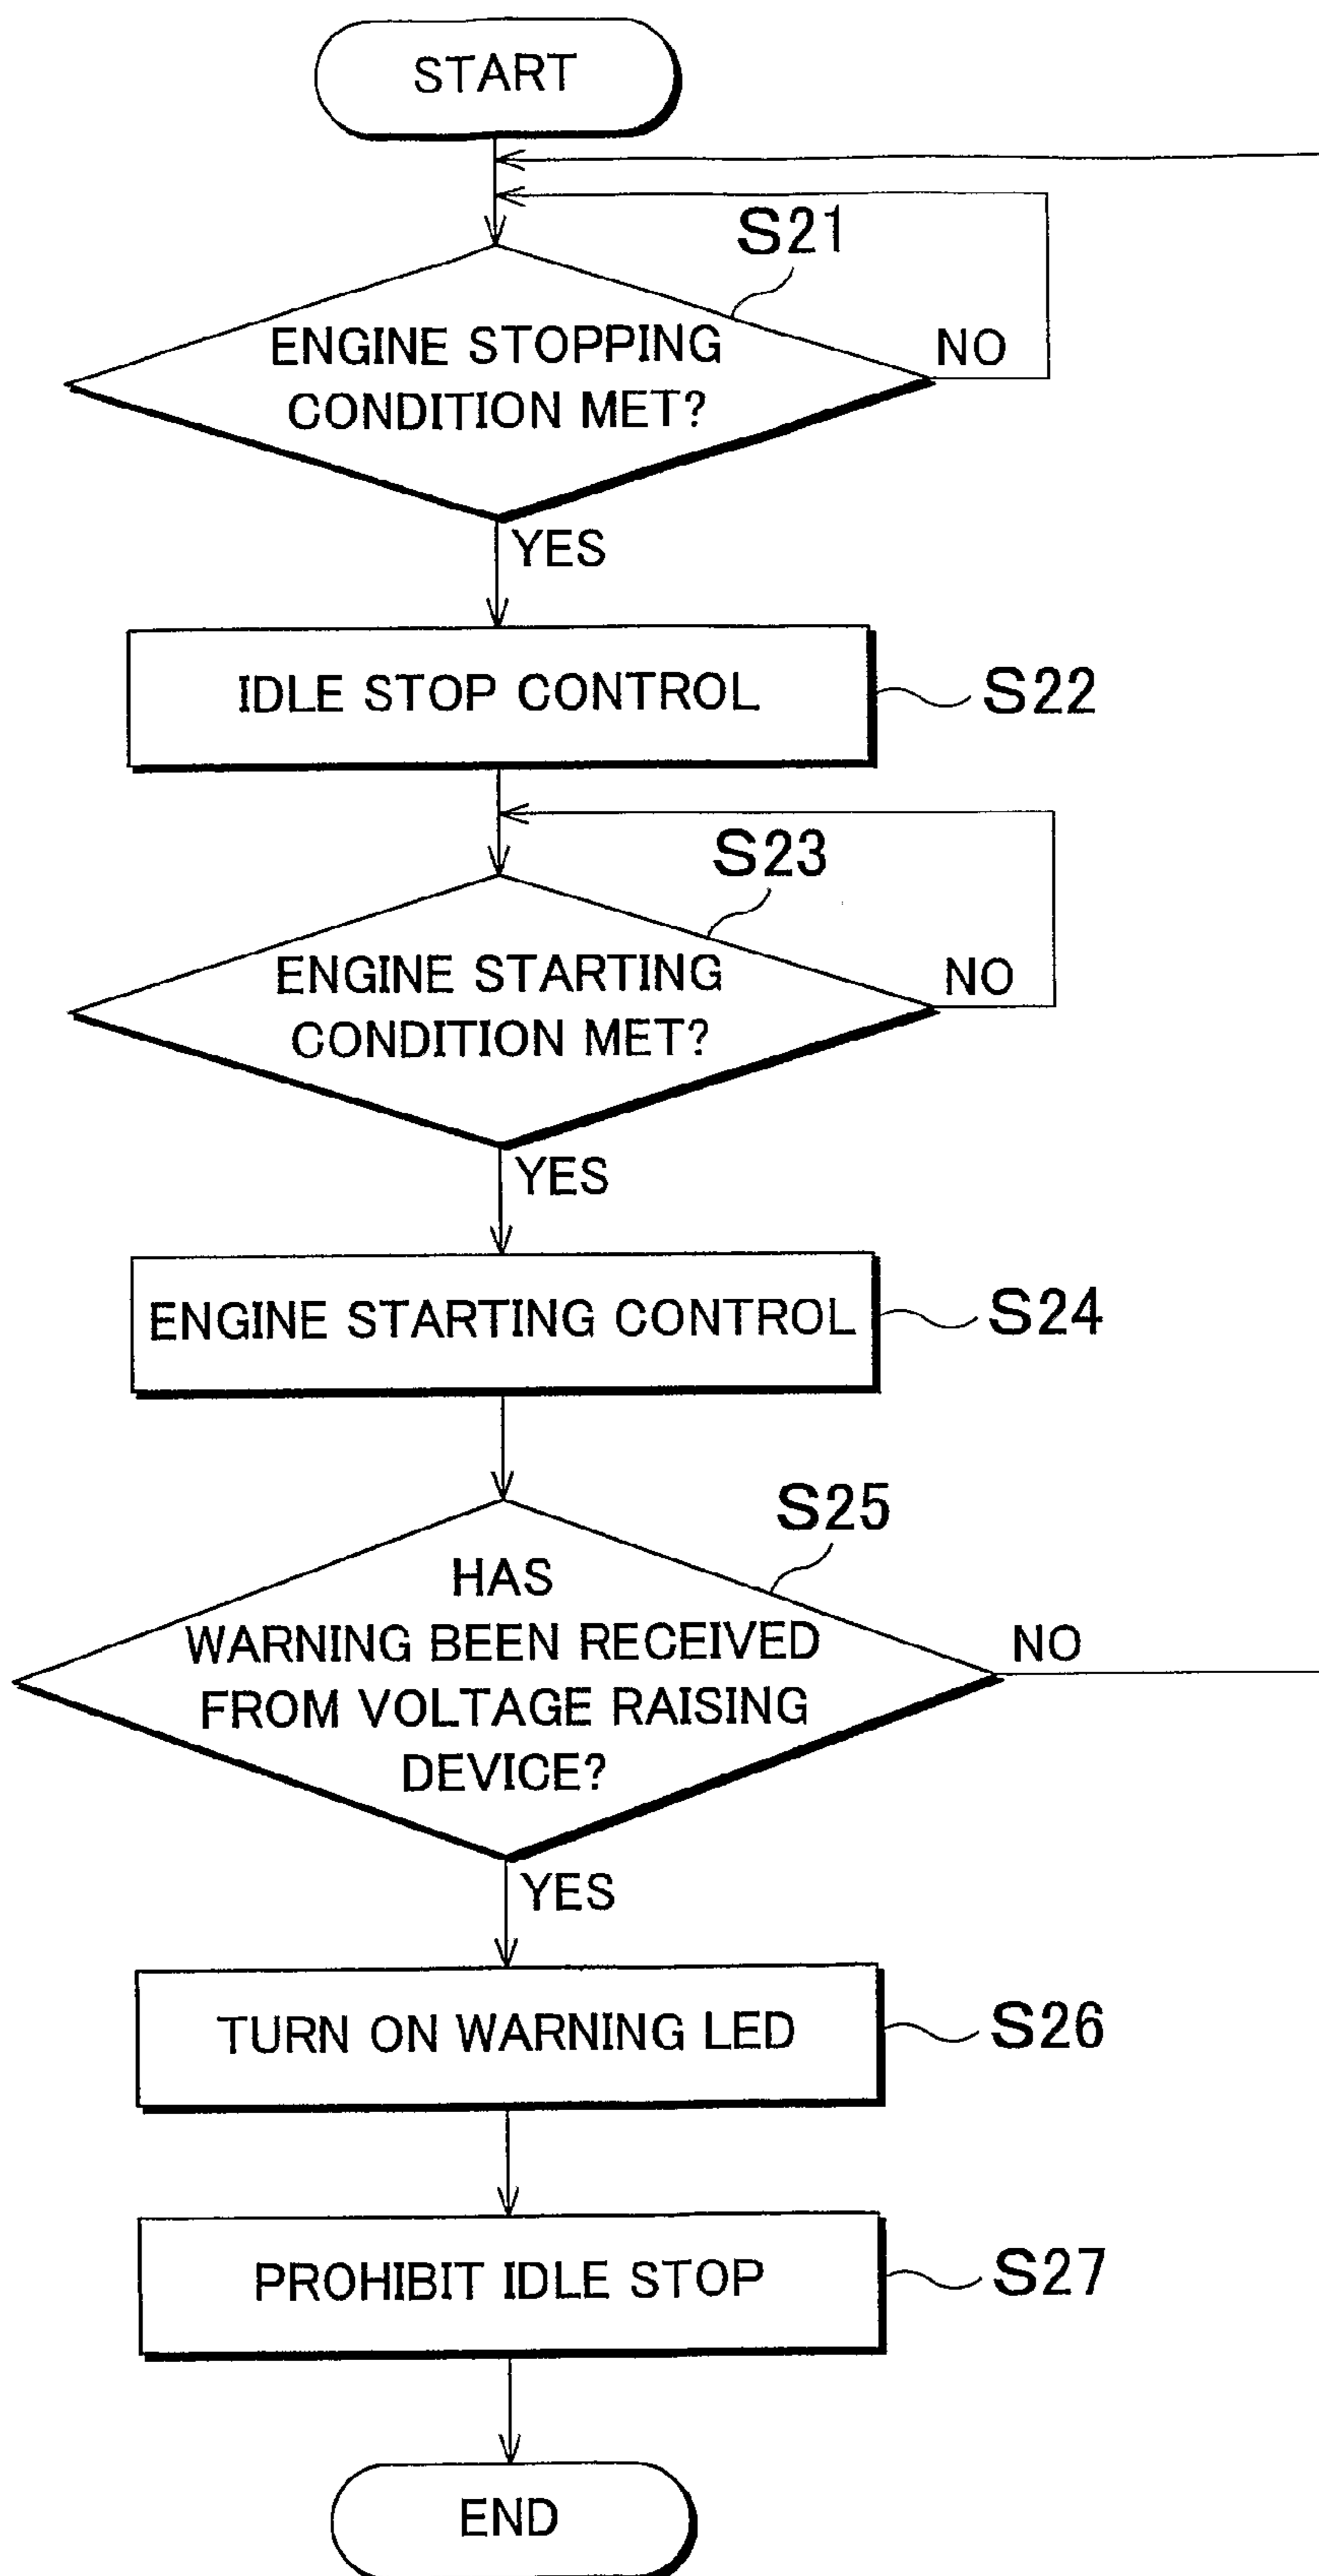 START
S21
ENGINE STOPPING
CONDITION MET?
NO
YES
IDLE STOP CONTROL
S22
S23
ENGINE STARTING
CONDITION MET?
NO
YES
ENGINE STARTING CONTROL
S24
S25
HAS
WARNING BEEN RECEIVED
FROM VOLTAGE RAISING
DEVICE?
NO
YES
TURN ON WARNING LED
S26
PROHIBIT IDLE STOP
S27
END